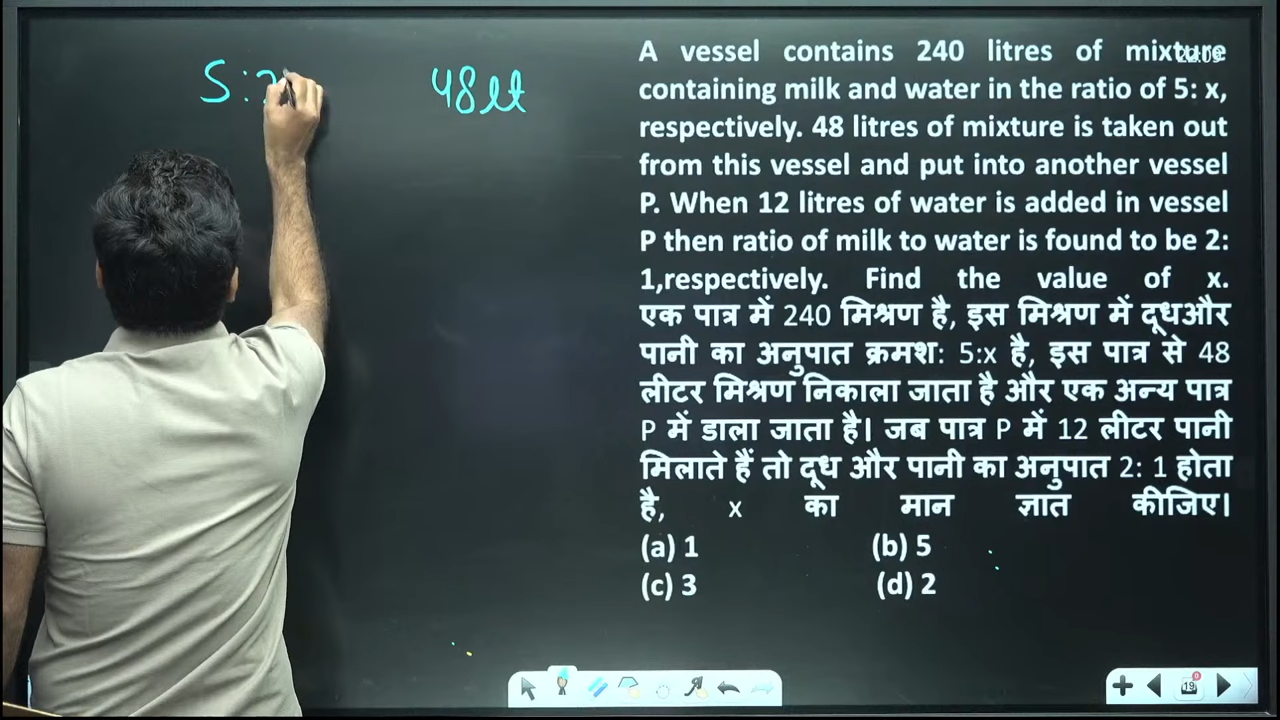 5:
48 lt
A vessel contains 240 litres of mixture
containing milk and water in the ratio of 5: x,
respectively. 48 litres of mixture is taken out
from this vessel and put into another vessel
P. When 12 litres of water is added in vessel
P then ratio of milk to water is found to be 2:
1,respectively. Find the value of x.
एक पात्र में 240 मिश्रण है, इस मिश्रण में दूधऔर
पानी का अनुपात क्रमश: 5:x है, इस पात्र से 48
लीटर मिश्रण निकाला जाता है और एक अन्य पात्र
P में डाला जाता है। जब पात्र P में 12 लीटर पानी
मिलाते हैं तो दूध और पानी का अनुपात 2: 1 होता
है, x का मान ज्ञात कीजिए।
(a) 1 (b) 5
(c) 3 (d) 2
19